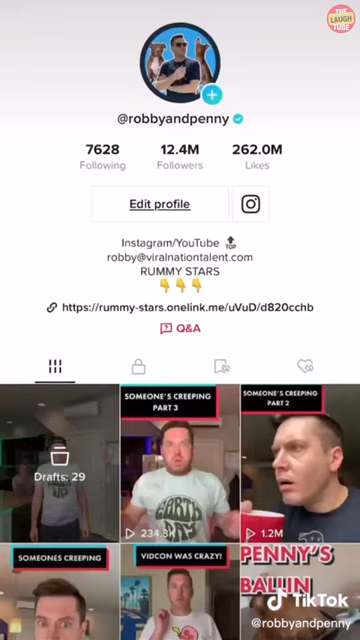 THE
LAUGH
TUBE
@robbyandpenny
7628 12.4M 262.0M
Following Followers Likes
Edit profile
Instagram/YouTube 🔝
robby@viralnationtalent.com
RUMMY STARS
👇👇👇
https://rummy-stars.onelink.me/uVuD/d820cchb
Q&A
SOMEONE'S CREEPING
PART 3
SOMEONE'S CREEPING
PART 2
Drafts: 29
EARTH
DAY
234.3K
1.2M
SOMEONES CREEPING
VIDCON WAS CRAZY!
PENNY'S
BALLIN
TikTok
@robbyandpenny